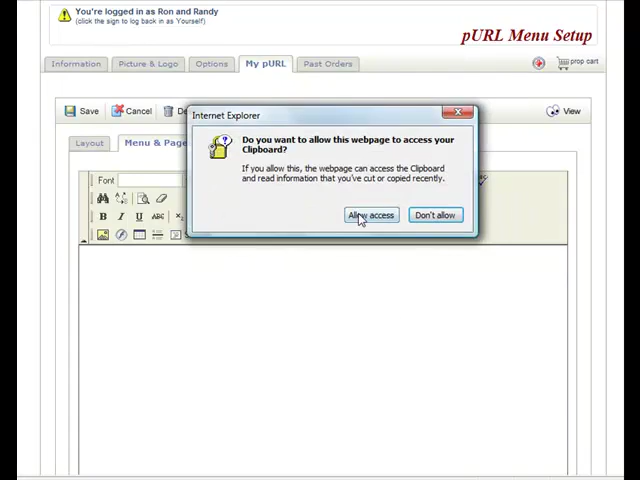 You're logged in as Ron and Randy
(click the sign to log back in as Yourself)
pURL Menu Setup
Information Picture & Logo Options My pURL Past Orders
prop cart
Save Cancel View
Internet Explorer
Do you want to allow this webpage to access your
Clipboard?
If you allow this, the webpage can access the Clipboard
and read information that you've cut or copied recently.
Allow access Don't allow
Layout Menu & Page
Font
B I U ABC